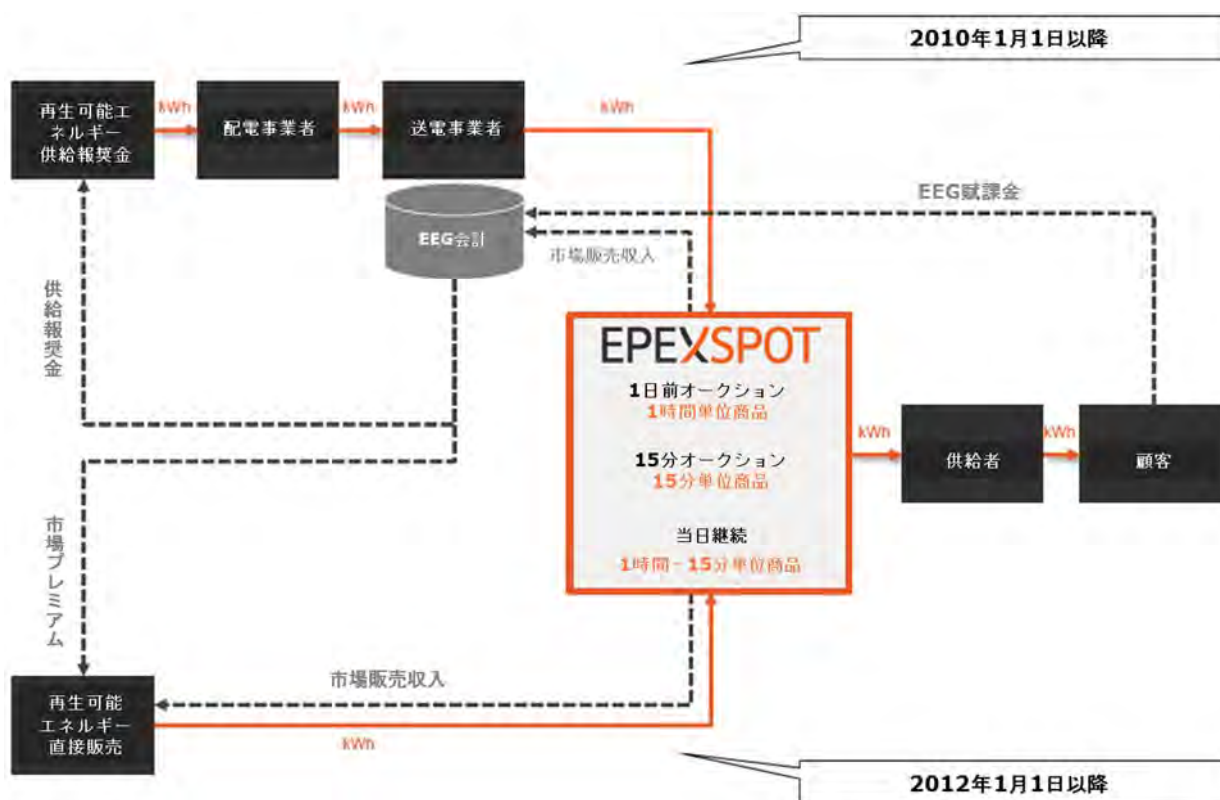 2010年1月1日以降
再生可能エ
ネルギー
供給報奨金
kWh
配電事業者
kWh
送電事業者
kWh
EEG賦課金
EEG会計
市場販売収入
供給報奨金
EPEXSPOT
1日前オークション
1時間単位商品
15分オークション
15分単位商品
当日継続
1時間－15分単位商品
kWh
供給者
kWh
顧客
市場プレミアム
市場販売収入
再生可能
エネルギー
直接販売
kWh
2012年1月1日以降